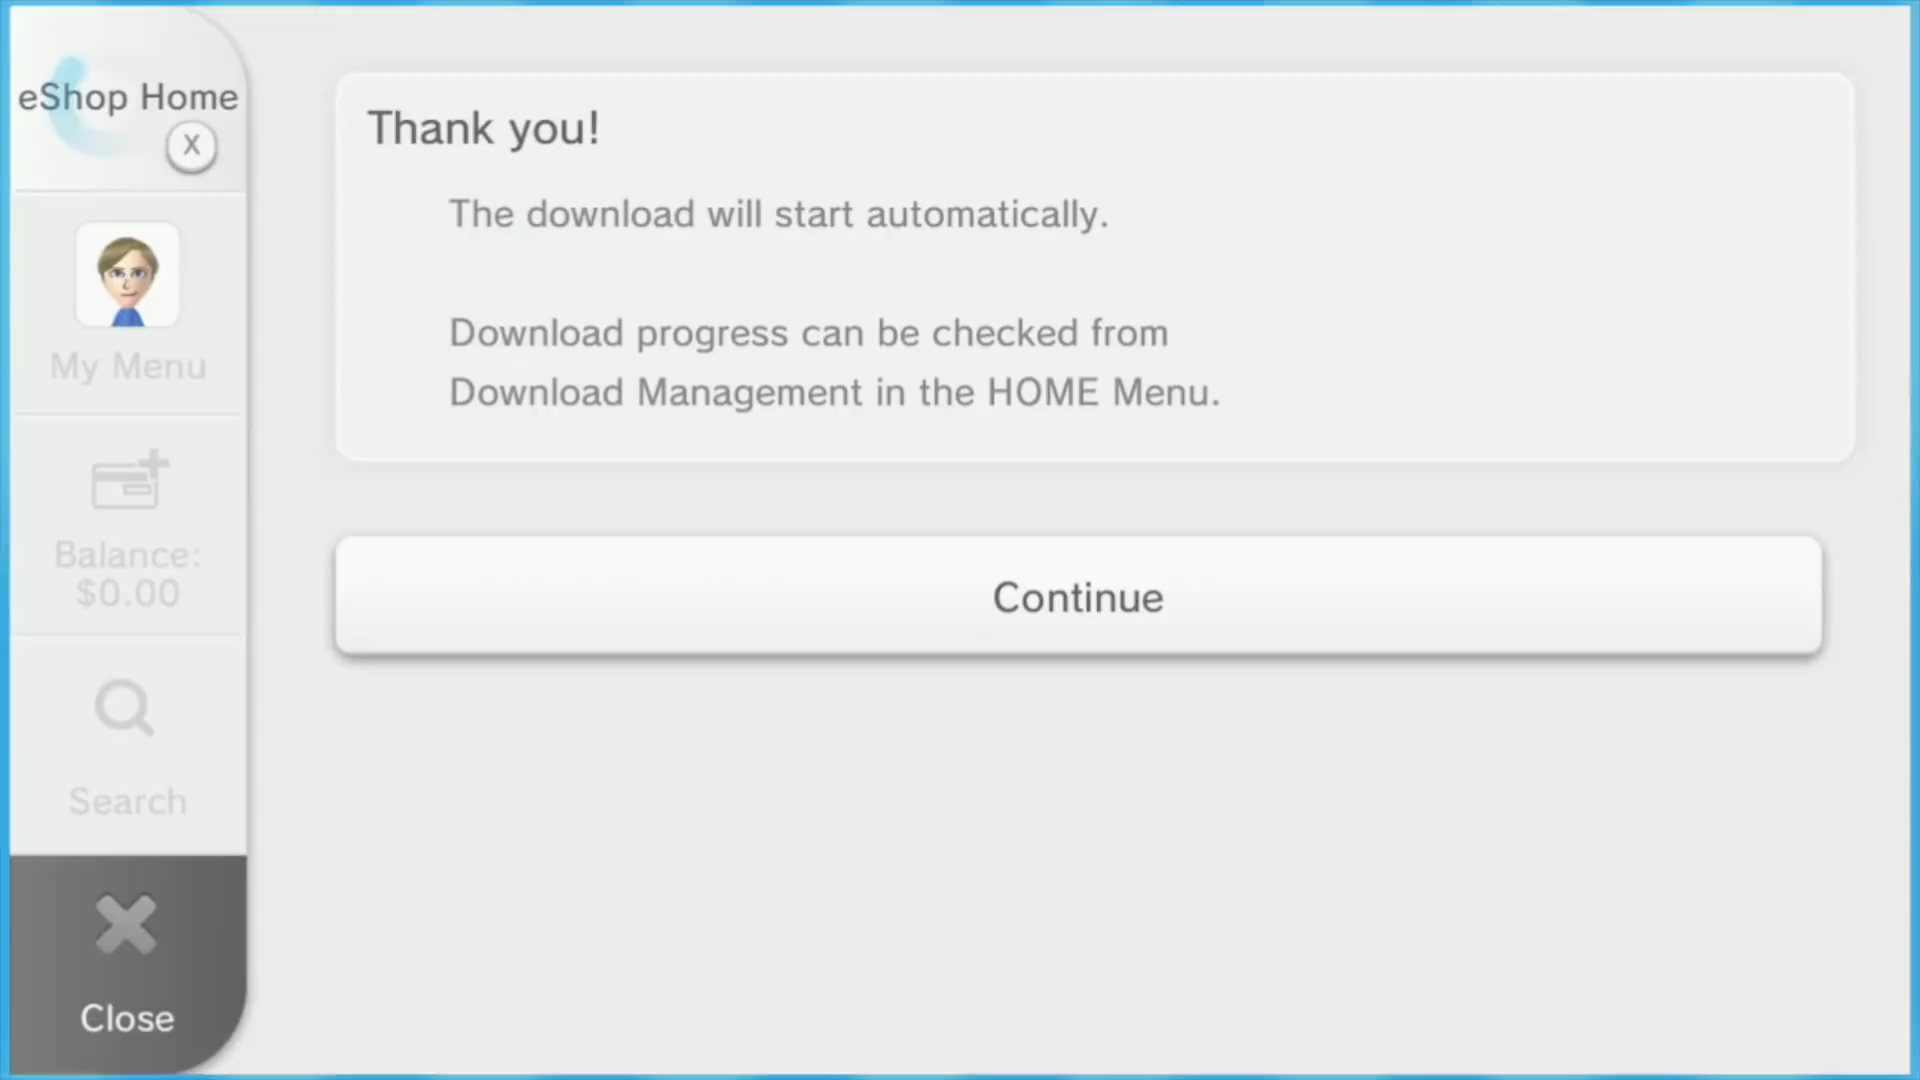 eShop Home
X
My Menu
Balance:
$0.00
Search
Close
Thank you!
The download will start automatically.
Download progress can be checked from
Download Management in the HOME Menu.
Continue